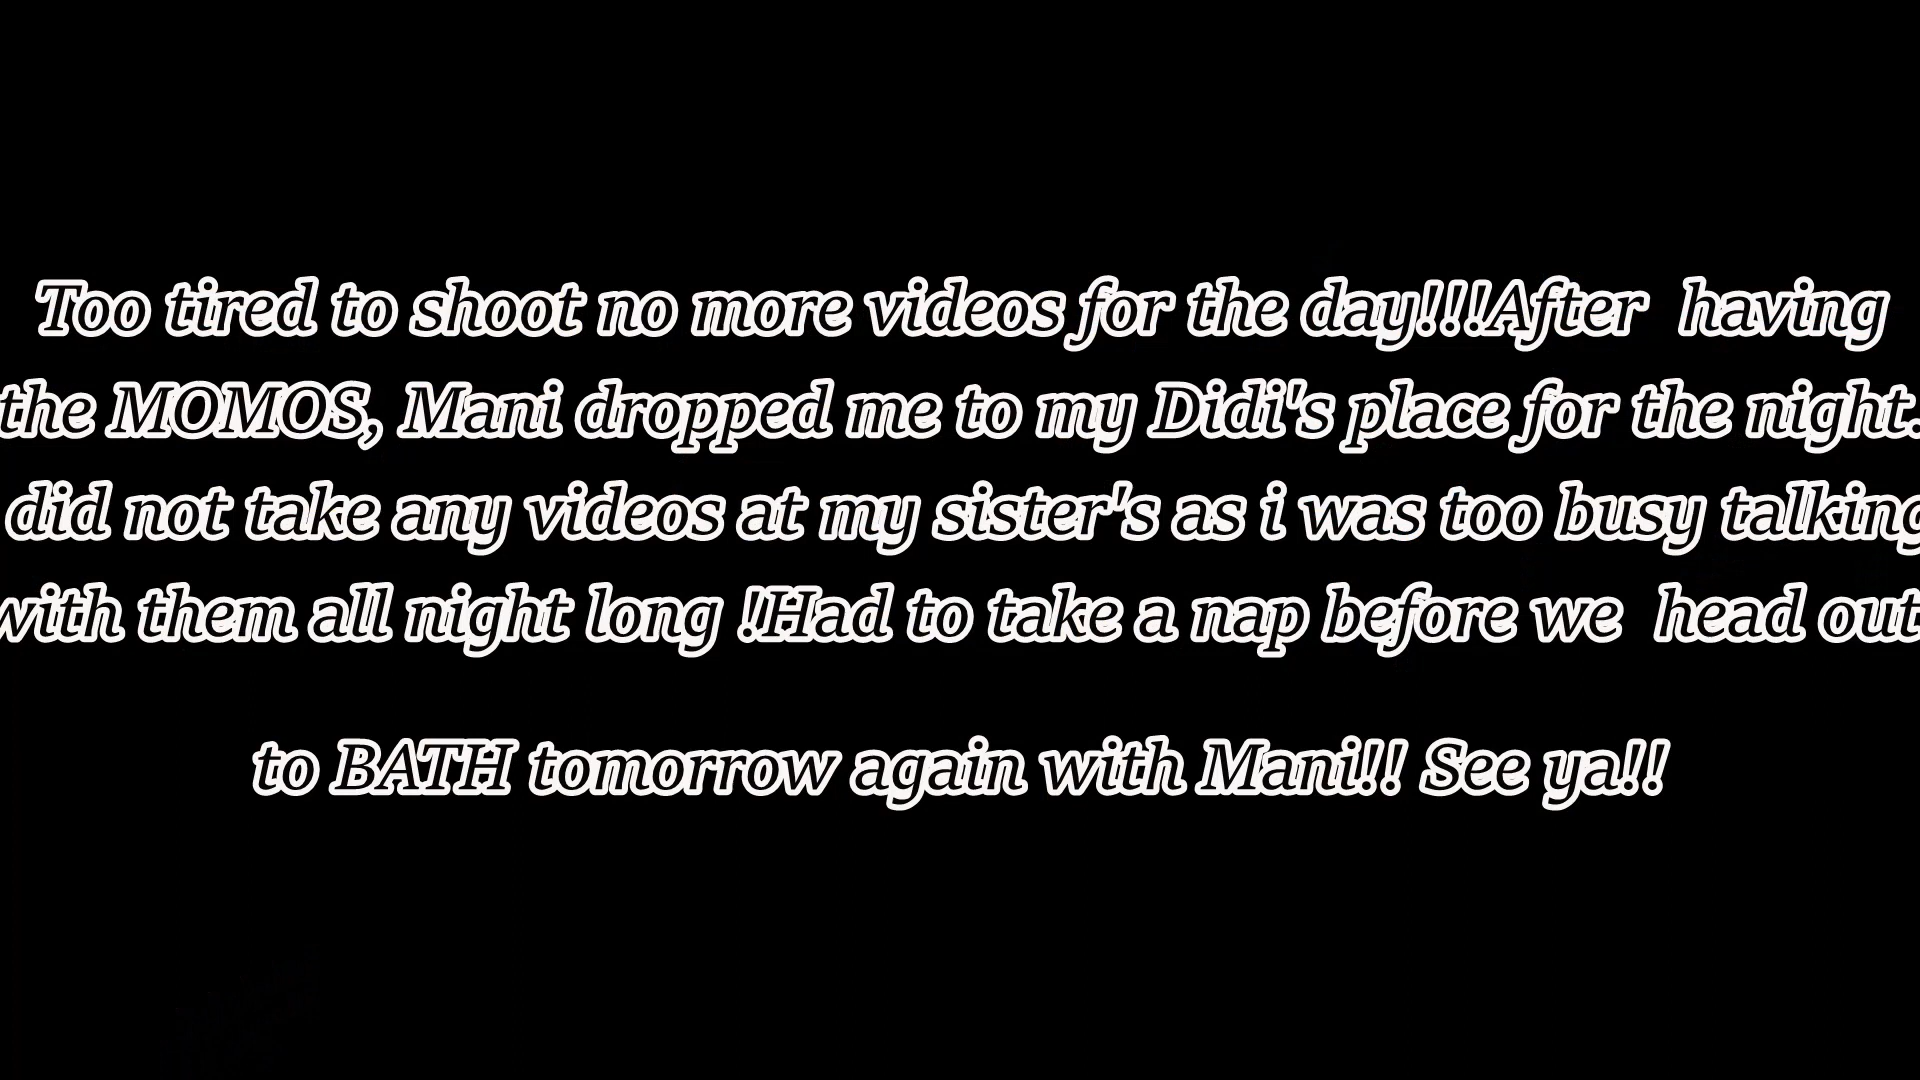 Too tired to shoot no more videos for the day!!!After  having
the MOMOS, Mani dropped me to my Didi's place for the night.
did not take any videos at my sister's as i was too busy talking
with them all night long !Had to take a nap before we  head out
to BATH tomorrow again with Mani!! See ya!!